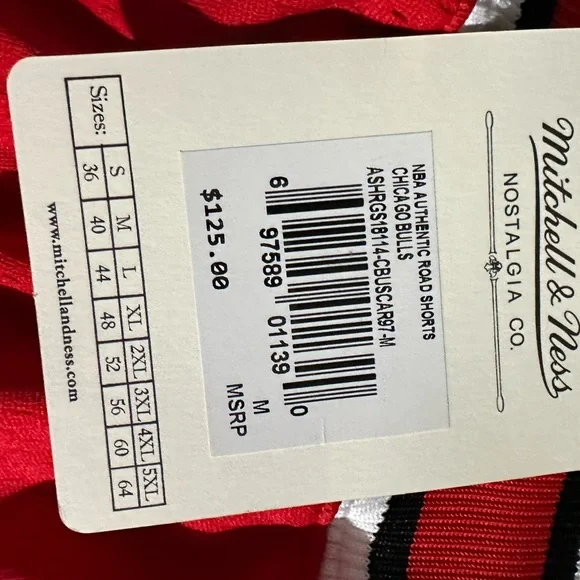 Mitchell & Ness
NOSTALGIA CO.
NBA AUTHENTIC ROAD SHORTS
CHICAGO BULLS
ASHRGS18114-CBUSCAR97-M
6 97589 01139 0
M
$125.00 MSRP
Sizes: S M L XL 2XL 3XL 4XL 5XL
36 40 44 48 52 56 60 64
www.mitchellandness.com